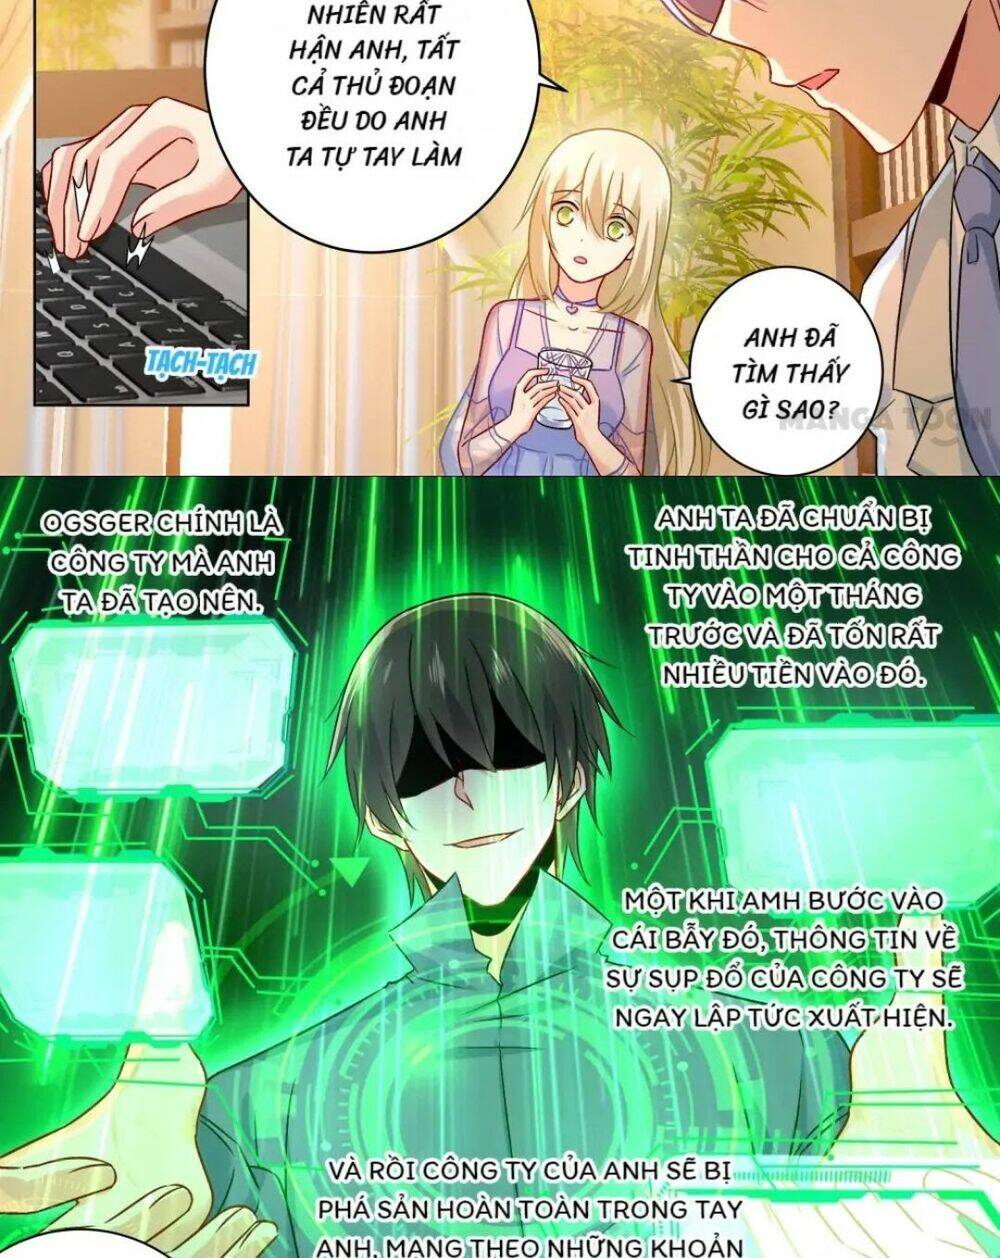 NHIÊN RẤT
HẬN ANH, TẤT
CẢ THỦ ĐOẠN
ĐỀU DO ANH
TA TỰ TAY LÀM
ANH ĐÃ
TÌM THẤY
GÌ SAO?
MANGA TOON
TẠCH-TẠCH
OGSGER CHÍNH LÀ
CÔNG TY MÀ ANH
TA ĐÃ TẠO NÊN.
ANH TA ĐÃ CHUẨN BỊ
TINH THẦN CHO CẢ CÔNG
TY VÀO MỘT THÁNG
TRƯỚC VÀ ĐÃ TỐN RẤT
NHIỀU TIỀN VÀO ĐÓ.
MỘT KHI AMH BƯỚC VÀO
CÁI BẪY ĐÓ, THÔNG TIN VỀ
SỰ SỤP ĐỔ CỦA CÔNG TY SẼ
NGAY LẬP TỨC XUẤT HIỆN.
VÀ RỒI CÔNG TY CỦA ANH SẼ BỊ
PHÁ SẢN HOÀN TOÀN TRONG TAY
ANH, MANG THEO NHỮNG KHOẢN